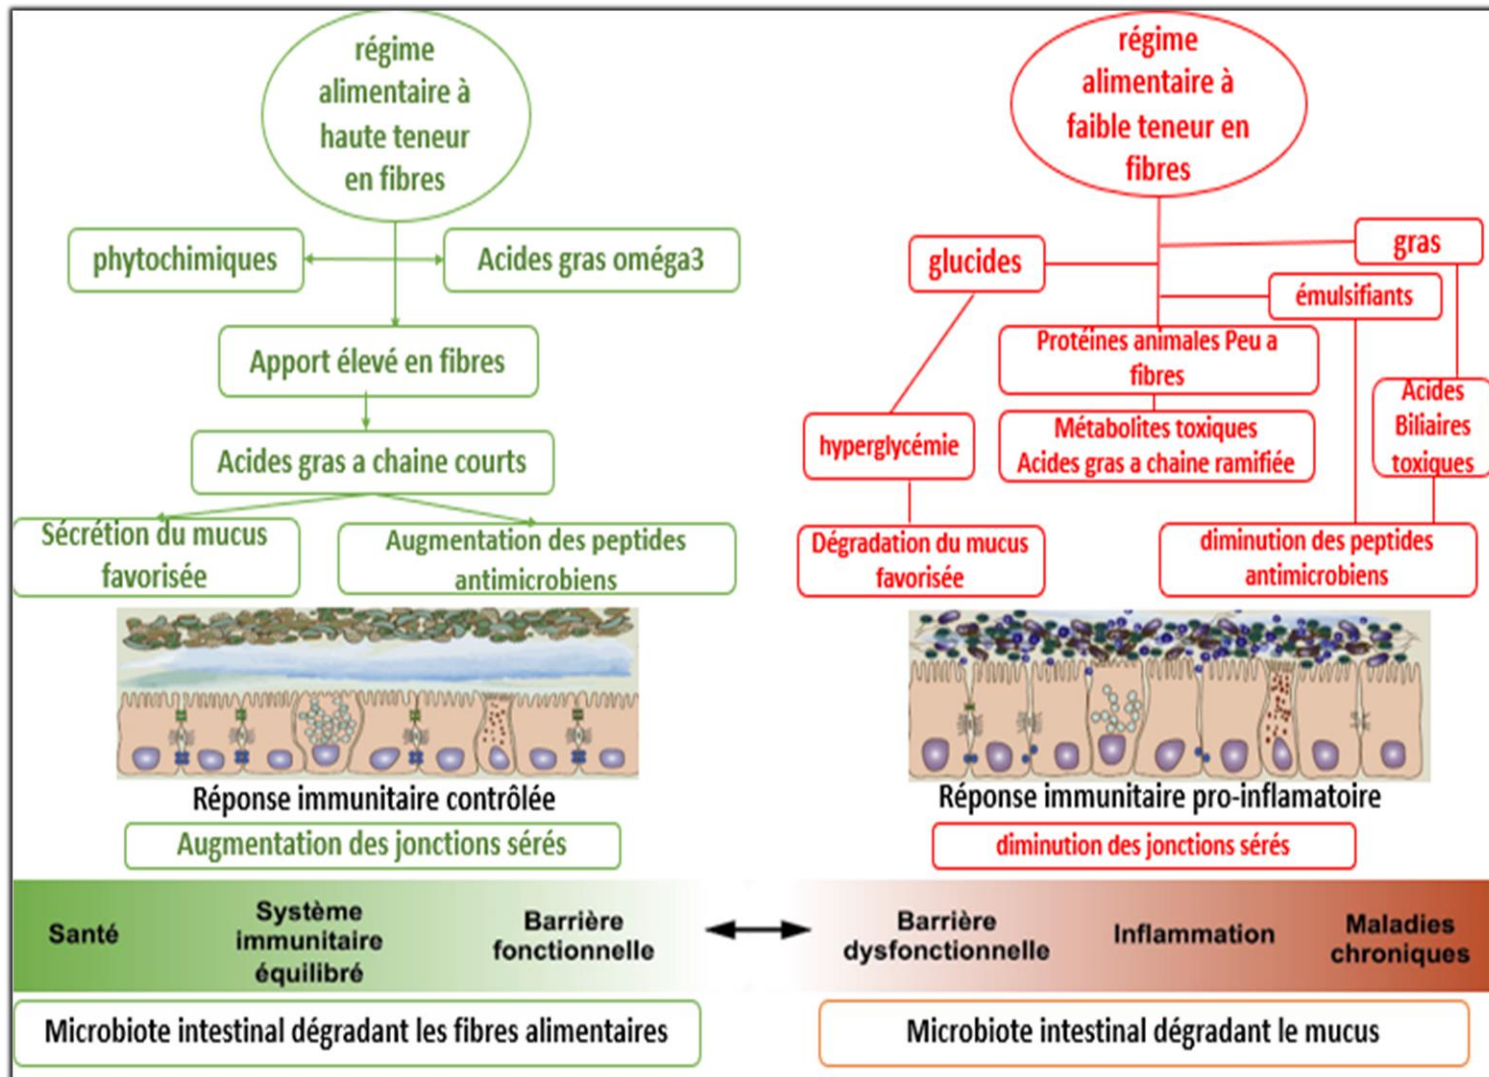 régime
alimentaire à
haute teneur
en fibres
phytochimiques
Acides gras oméga3
Apport élevé en fibres
Acides gras a chaine courts
Sécrétion du mucus
favorisée
Augmentation des peptides
antimicrobiens
Réponse immunitaire contrôlée
Augmentation des jonctions sérés
régime
alimentaire à
faible teneur en
fibres
glucides
gras
émulsifiants
Protéines animales Peu a
fibres
hyperglycémie
Métabolites toxiques
Acides gras a chaine ramifiée
Acides
Biliaires
toxiques
Dégradation du mucus
favorisée
diminution des peptides
antimicrobiens
Réponse immunitaire pro-inflamatoire
diminution des jonctions sérés
Santé
Système
immunitaire
équilibré
Barrière
fonctionnelle
Barrière
dysfonctionnelle
Inflammation
Maladies
chroniques
Microbiote intestinal dégradant les fibres alimentaires
Microbiote intestinal dégradant le mucus